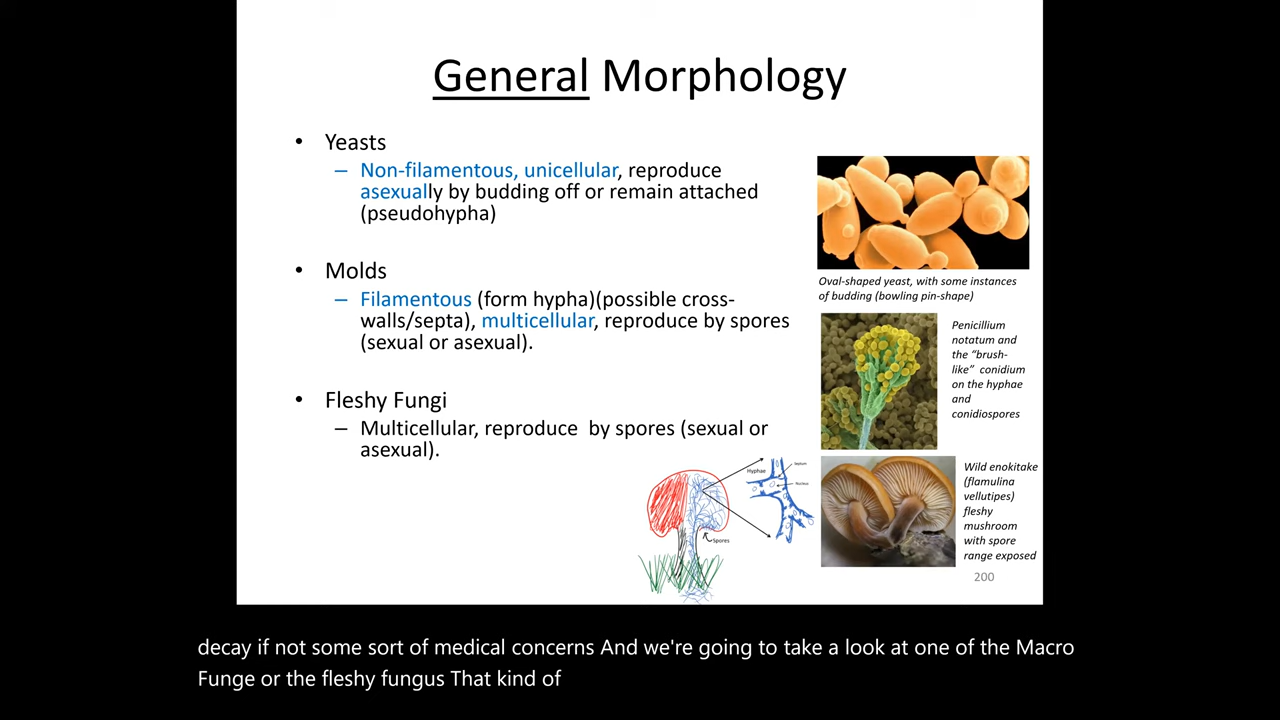 General Morphology
• Yeasts
– Non-filamentous, unicellular, reproduce
asexually by budding off or remain attached
(pseudohypha)
• Molds
– Filamentous (form hypha)(possible cross-
walls/septa), multicellular, reproduce by spores
(sexual or asexual).
• Fleshy Fungi
– Multicellular, reproduce  by spores (sexual or
asexual).
Oval-shaped yeast, with some instances
of budding (bowling pin-shape)
Penicillium
notatum and
the “brush-
like”  conidium
on the hyphae
and
conidiospores
Hyphae
Septum
Nucleus
Spores
Wild enokitake
(flamulina
vellutipes)
fleshy
mushroom
with spore
range exposed
200
decay if not some sort of medical concerns And we're going to take a look at one of the Macro
Funge or the fleshy fungus That kind of